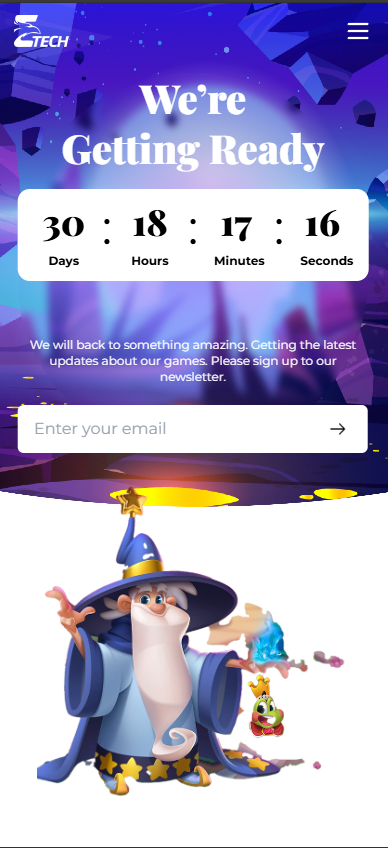 ETECH
We're
Getting Ready
30 : 18 : 17 : 16
Days Hours Minutes Seconds
We will back to something amazing. Getting the latest
updates about our games. Please sign up to our
newsletter.
Enter your email